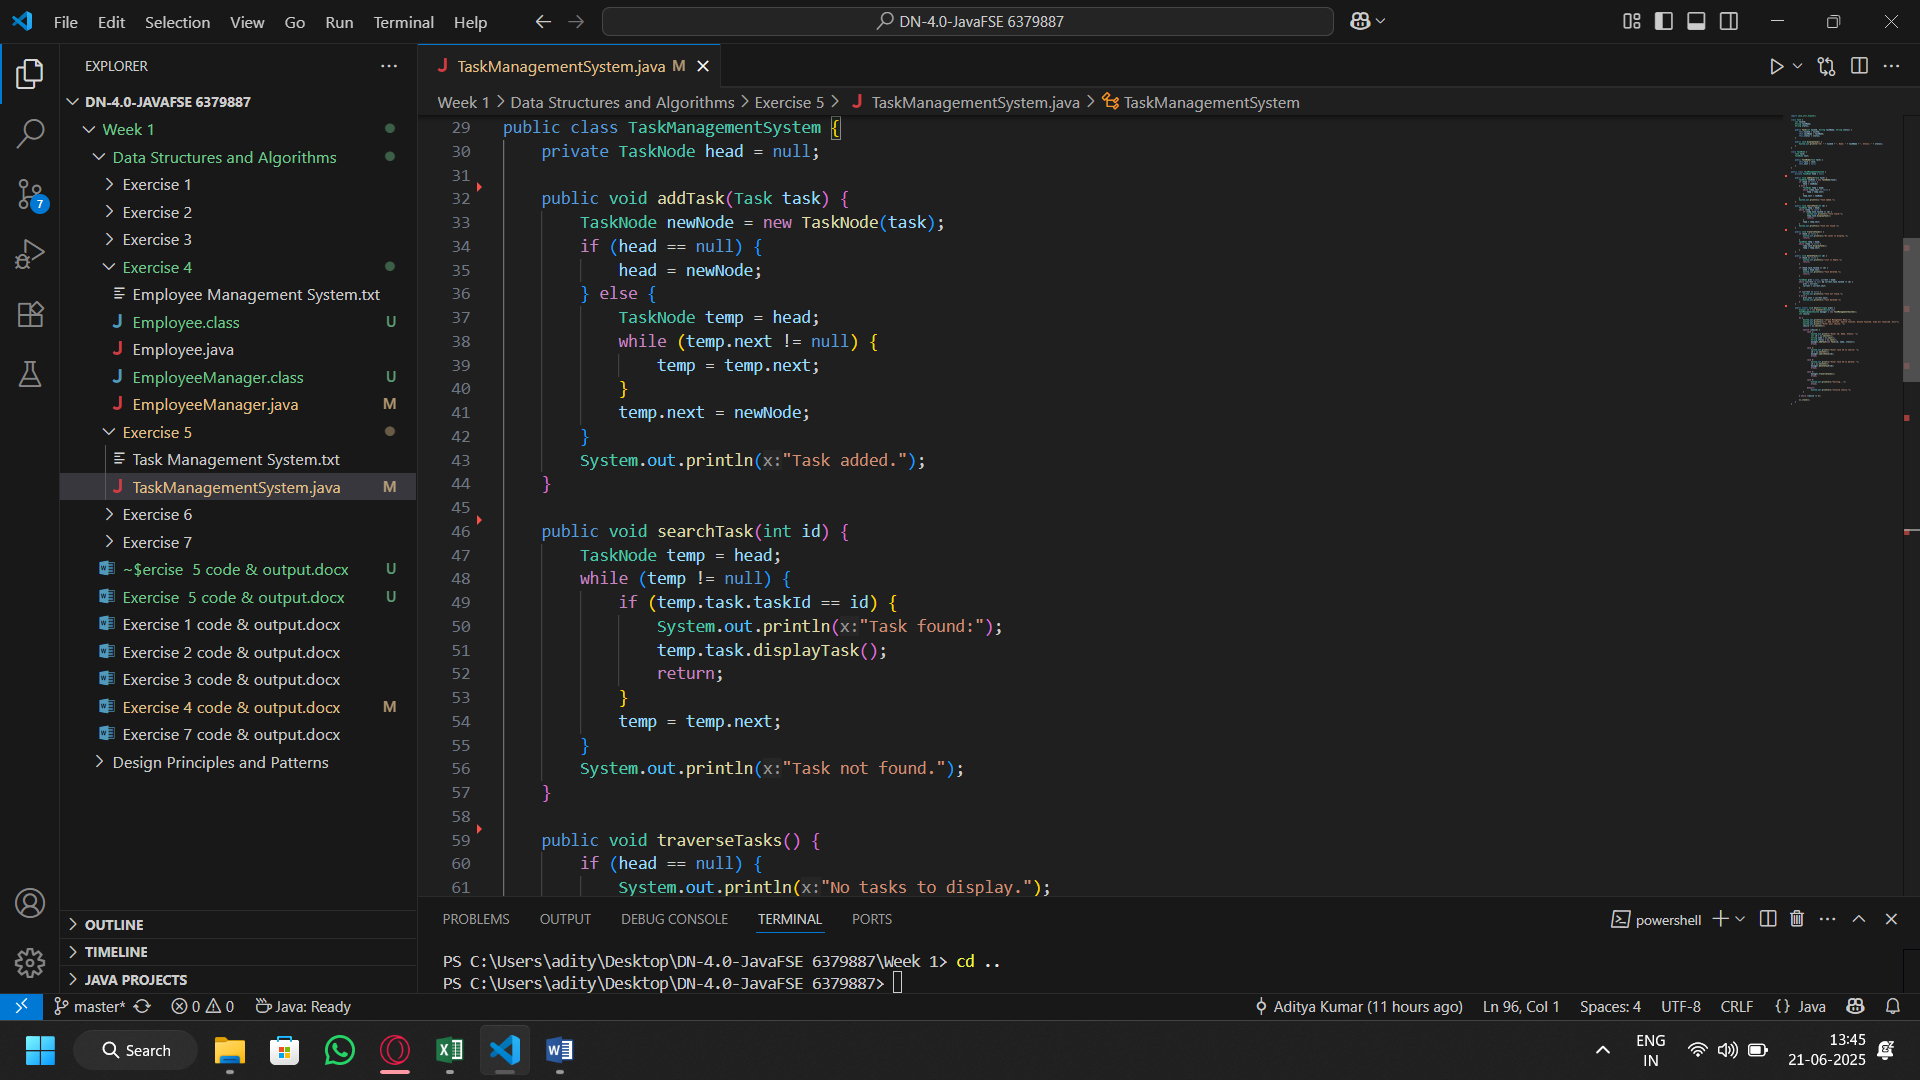 File Edit Selection View Go Run Terminal Help
DN-4.0-JavaFSE 6379887
EXPLORER
DN-4.0-JAVAFSE 6379887
Week 1
Data Structures and Algorithms
Exercise 1
Exercise 2
Exercise 3
Exercise 4
Employee Management System.txt
Employee.class U
Employee.java
EmployeeManager.class U
EmployeeManager.java M
Exercise 5
Task Management System.txt
TaskManagementSystem.java M
Exercise 6
Exercise 7
~$ercise 5 code & output.docx U
Exercise 5 code & output.docx U
Exercise 1 code & output.docx
Exercise 2 code & output.docx
Exercise 3 code & output.docx
Exercise 4 code & output.docx M
Exercise 7 code & output.docx
Design Principles and Patterns
OUTLINE
TIMELINE
JAVA PROJECTS
7
TaskManagementSystem.java M
Week 1 > Data Structures and Algorithms > Exercise 5 > TaskManagementSystem.java > TaskManagementSystem
29 public class TaskManagementSystem {
30 private TaskNode head = null;
31
32 public void addTask(Task task) {
33 TaskNode newNode = new TaskNode(task);
34 if (head == null) {
35 head = newNode;
36 } else {
37 TaskNode temp = head;
38 while (temp.next != null) {
39 temp = temp.next;
40 }
41 temp.next = newNode;
42 }
43 System.out.println(x:"Task added.");
44 }
45
46 public void searchTask(int id) {
47 TaskNode temp = head;
48 while (temp != null) {
49 if (temp.task.taskId == id) {
50 System.out.println(x:"Task found:");
51 temp.task.displayTask();
52 return;
53 }
54 temp = temp.next;
55 }
56 System.out.println(x:"Task not found.");
57 }
58
59 public void traverseTasks() {
60 if (head == null) {
61 System.out.println(x:"No tasks to display.");
PROBLEMS OUTPUT DEBUG CONSOLE TERMINAL PORTS
powershell
PS C:\Users\adity\Desktop\DN-4.0-JavaFSE 6379887\Week 1> cd ..
PS C:\Users\adity\Desktop\DN-4.0-JavaFSE 6379887>
master* 0 0 Java: Ready
Aditya Kumar (11 hours ago) Ln 96, Col 1 Spaces: 4 UTF-8 CRLF {} Java
Search
ENG
IN
13:45
21-06-2025